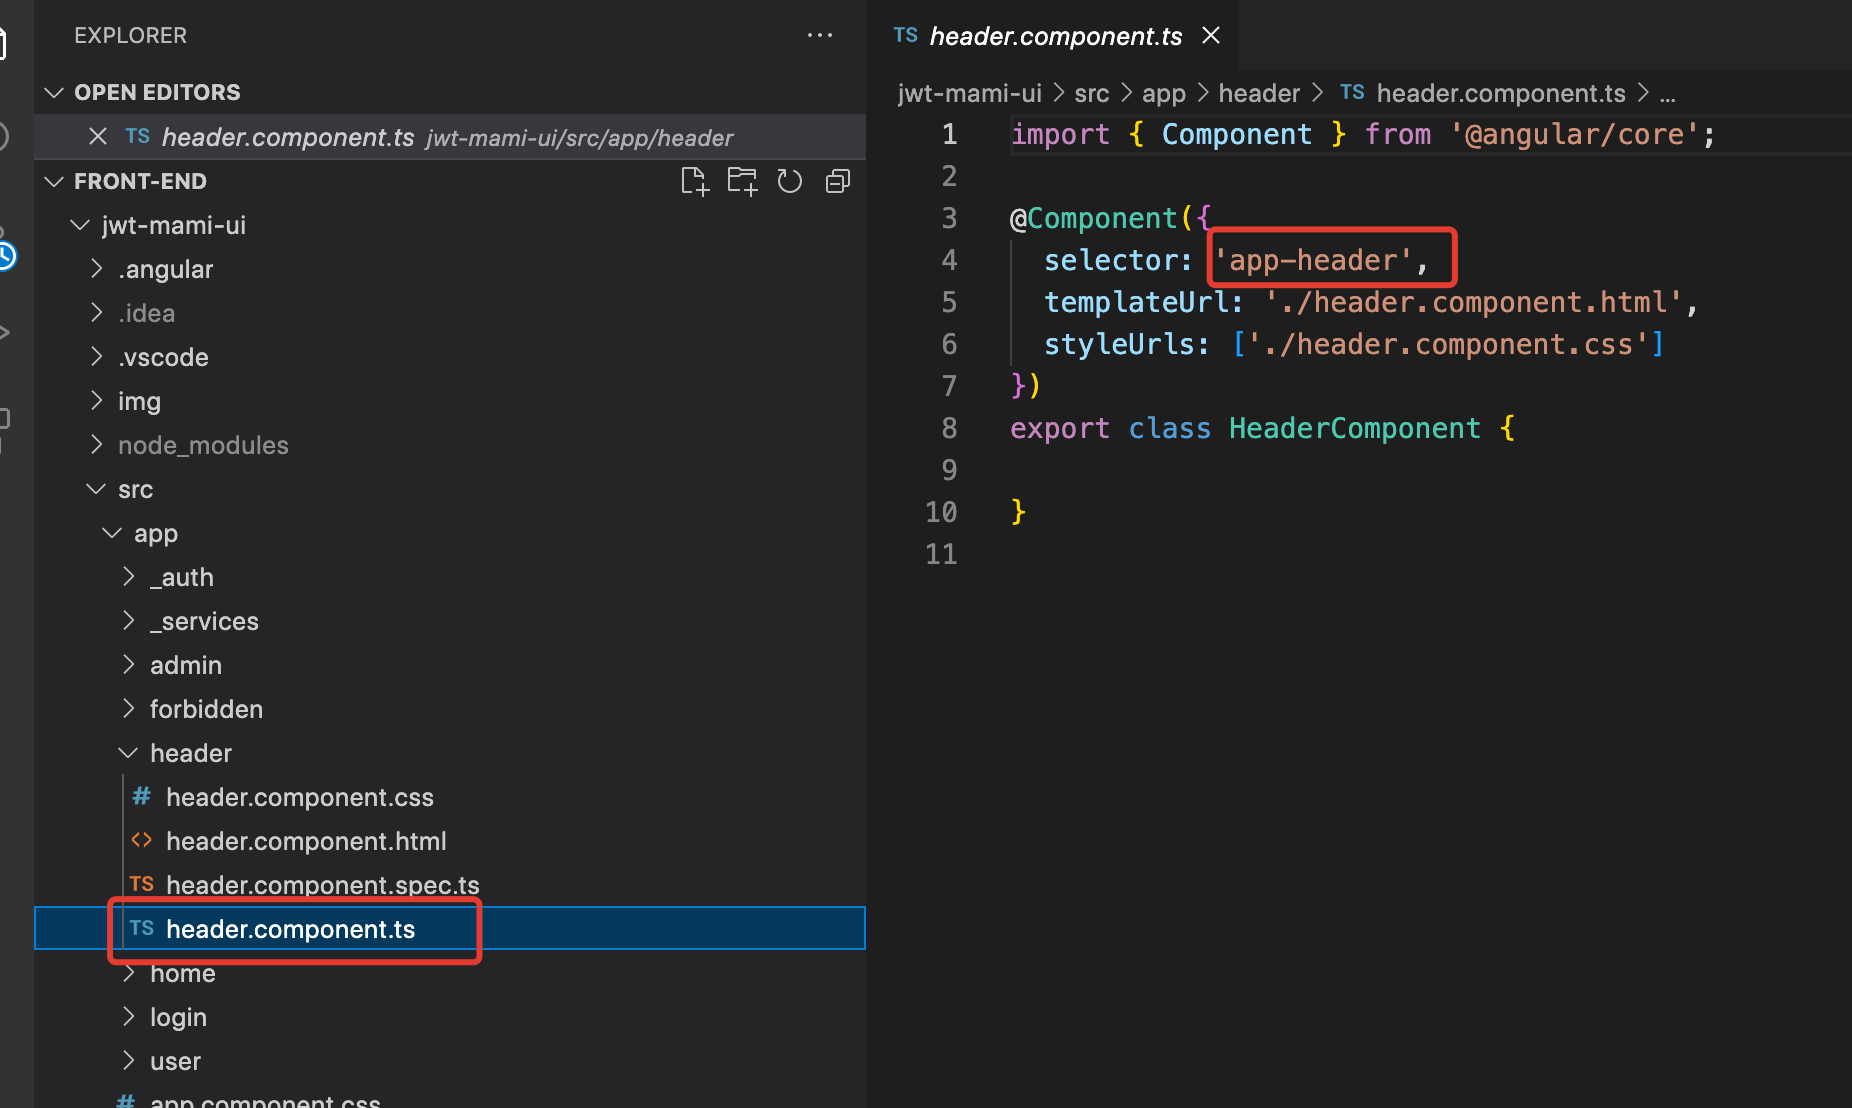 EXPLORER
OPEN EDITORS
TS header.component.ts jwt-mami-ui/src/app/header
FRONT-END
jwt-mami-ui
.angular
.idea
.vscode
img
node_modules
src
app
_auth
_services
admin
forbidden
header
# header.component.css
<> header.component.html
TS header.component.spec.ts
TS header.component.ts
home
login
user
# app.component.css
TS header.component.ts
jwt-mami-ui > src > app > header > TS header.component.ts > ...
1 import { Component } from '@angular/core';
2
3 @Component({
4 selector: 'app-header',
5 templateUrl: './header.component.html',
6 styleUrls: ['./header.component.css']
7 })
8 export class HeaderComponent {
9
10 }
11